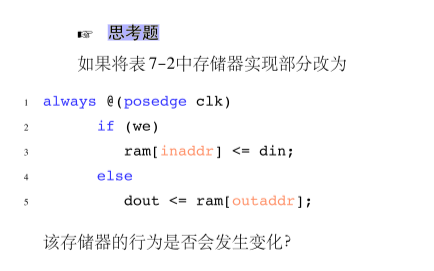 ☞ 思考题
如果将表 7-2中存储器实现部分改为
1 always @(posedge clk)
2 if (we)
3 ram[inaddr] <= din;
4 else
5 dout <= ram[outaddr];
该存储器的行为是否会发生变化?